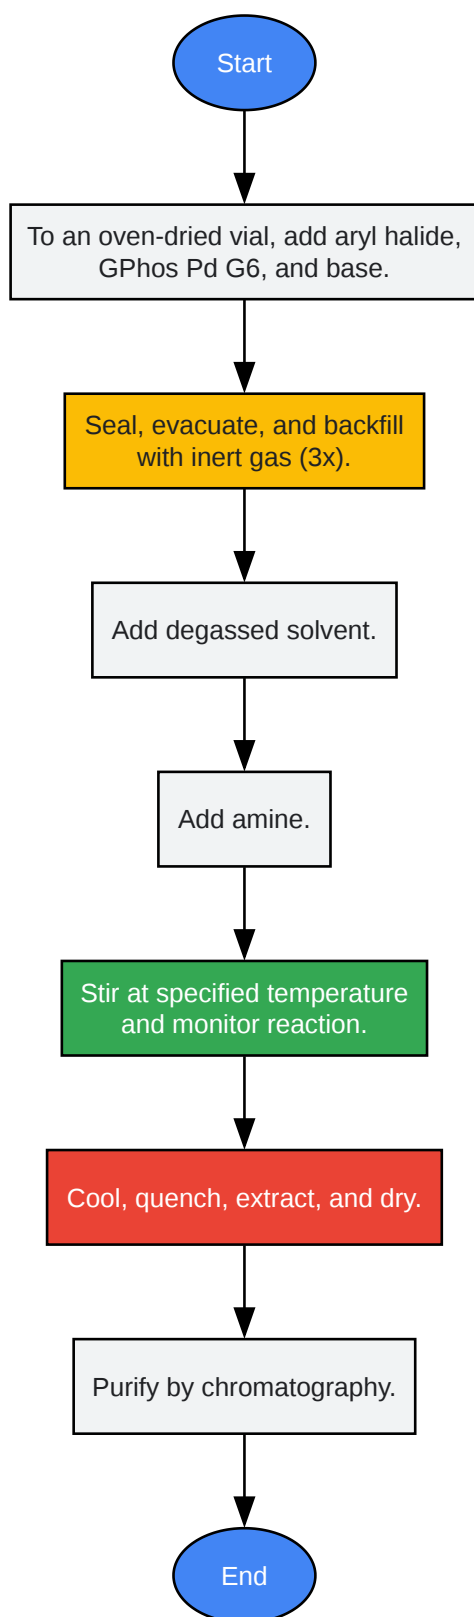 Start
To an oven-dried vial, add aryl halide,
GPhos Pd G6, and base.
Seal, evacuate, and backfill
with inert gas (3x).
Add degassed solvent.
Add amine.
Stir at specified temperature
and monitor reaction.
Cool, quench, extract, and dry.
Purify by chromatography.
End